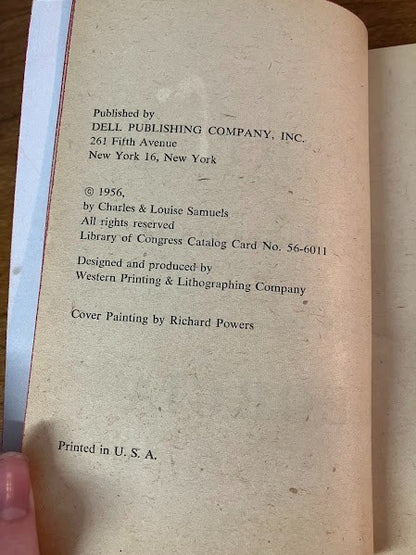 Published by
DELL PUBLISHING COMPANY, INC.
261 Fifth Avenue
New York 16, New York
© 1956,
by Charles & Louise Samuels
All rights reserved
Library of Congress Catalog Card No. 56-6011
Designed and produced by
Western Printing & Lithographing Company
Cover Painting by Richard Powers
Printed in U. S. A.